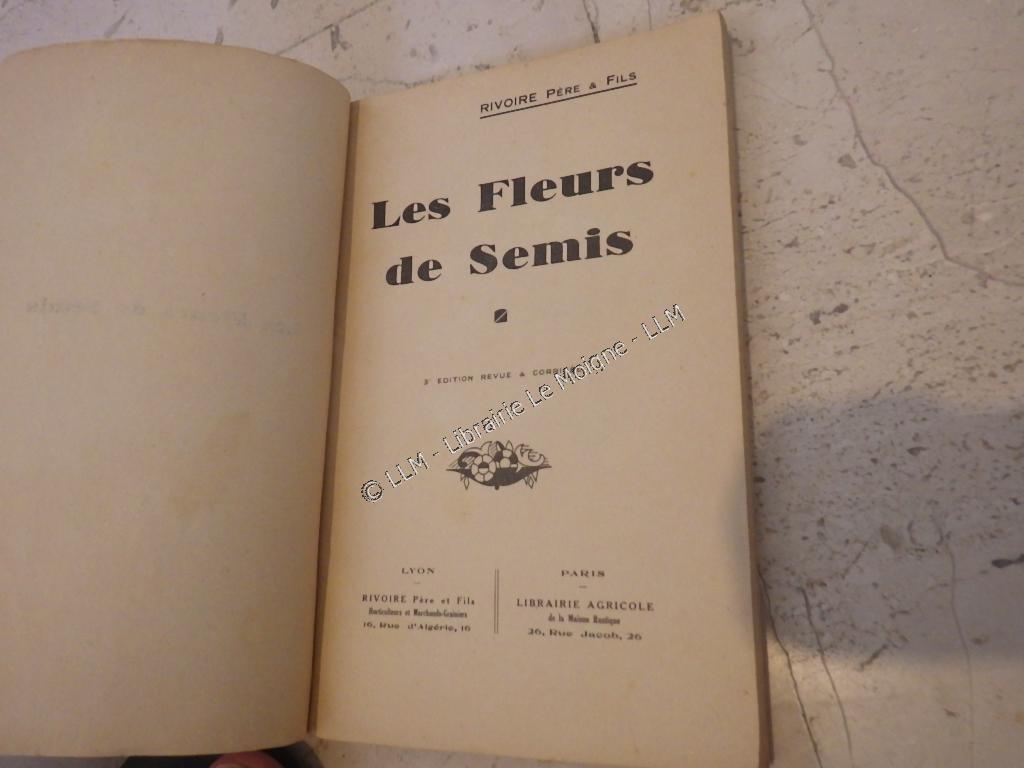 RIVOIRE PÈRE & FILS
Les Fleurs
de Semis
3e EDITION REVUE &
© LLM - Librairie Le Moigne - LLM
LYON
RIVOIRE Père et Fils
Horticulteurs et Marchands-Grainiers
16, Rue d'Algérie, 16
PARIS
LIBRAIRIE AGRICOLE
de la Maison Rustique
26, Rue Jacob, 26